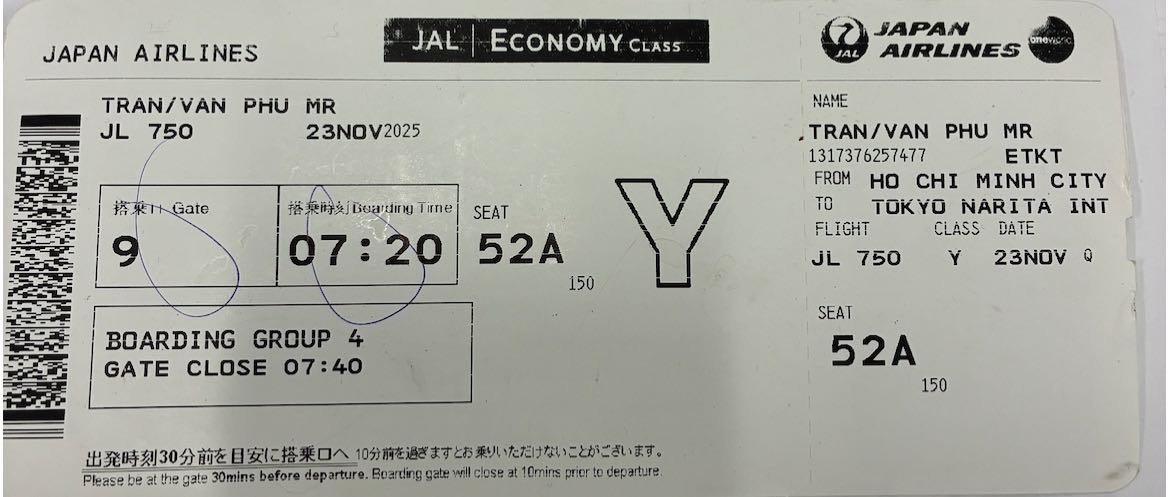 JAPAN AIRLINES
JAL ECONOMY CLASS
JAL
JAPAN
AIRLINES
oneworld
TRAN/VAN PHU MR
JL 750 23NOV2025
搭乗口 Gate
9
搭乗時刻 Boarding Time
07:20
SEAT
52A
150
Y
BOARDING GROUP 4
GATE CLOSE 07:40
出発時刻30分前を目安に搭乗口へ 10分前を過ぎますとお乗りいただけないことがございます。
Please be at the gate 30mins before departure. Boarding gate will close at 10mins prior to departure.
NAME
TRAN/VAN PHU MR
1317376257477 ETKT
FROM HO CHI MINH CITY
TO TOKYO NARITA INT
FLIGHT CLASS DATE
JL 750 Y 23NOV Q
SEAT
52A
150